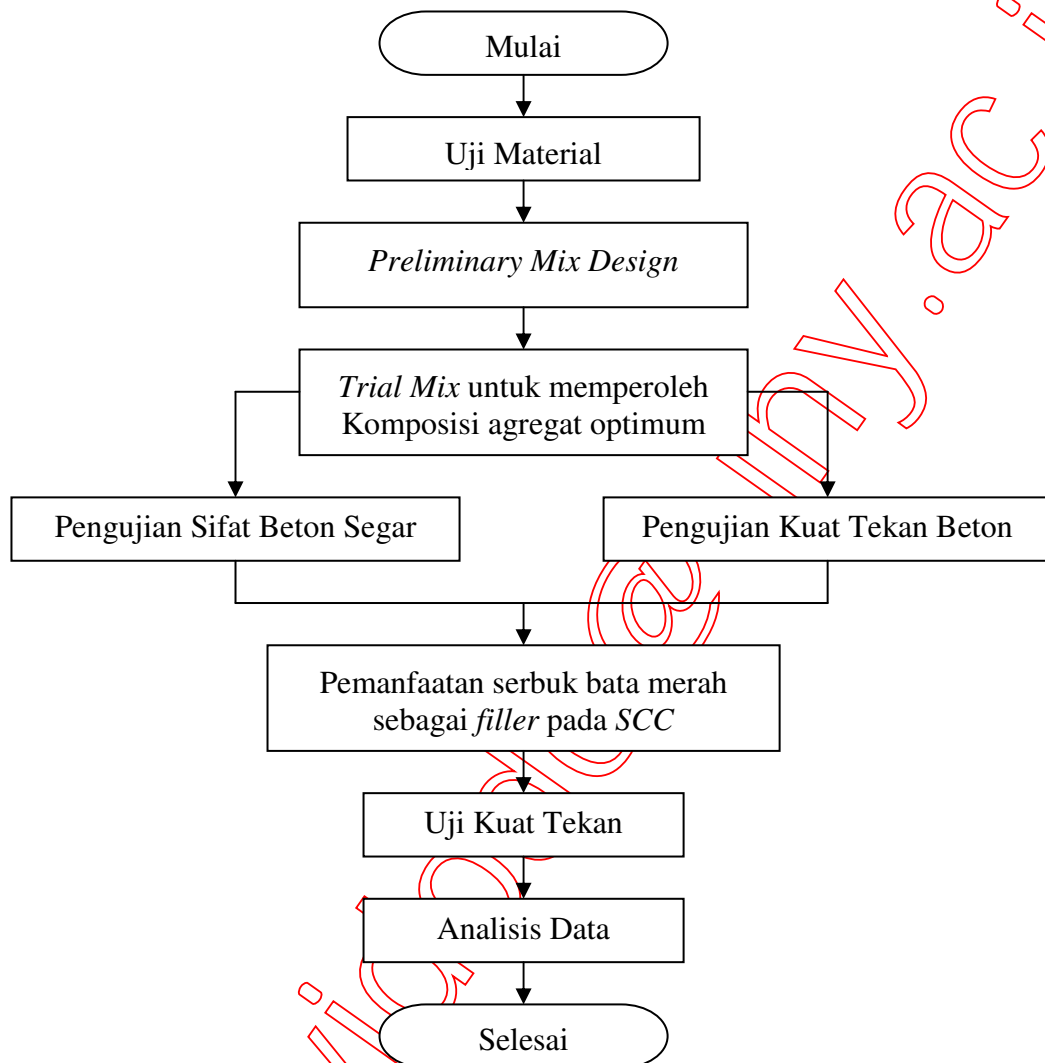 Mulai
Uji Material
Preliminary Mix Design
Trial Mix untuk memperoleh
Komposisi agregat optimum
Pengujian Sifat Beton Segar
Pengujian Kuat Tekan Beton
Pemanfaatan serbuk bata merah
sebagai filler pada SCC
Uji Kuat Tekan
Analisis Data
Selesai